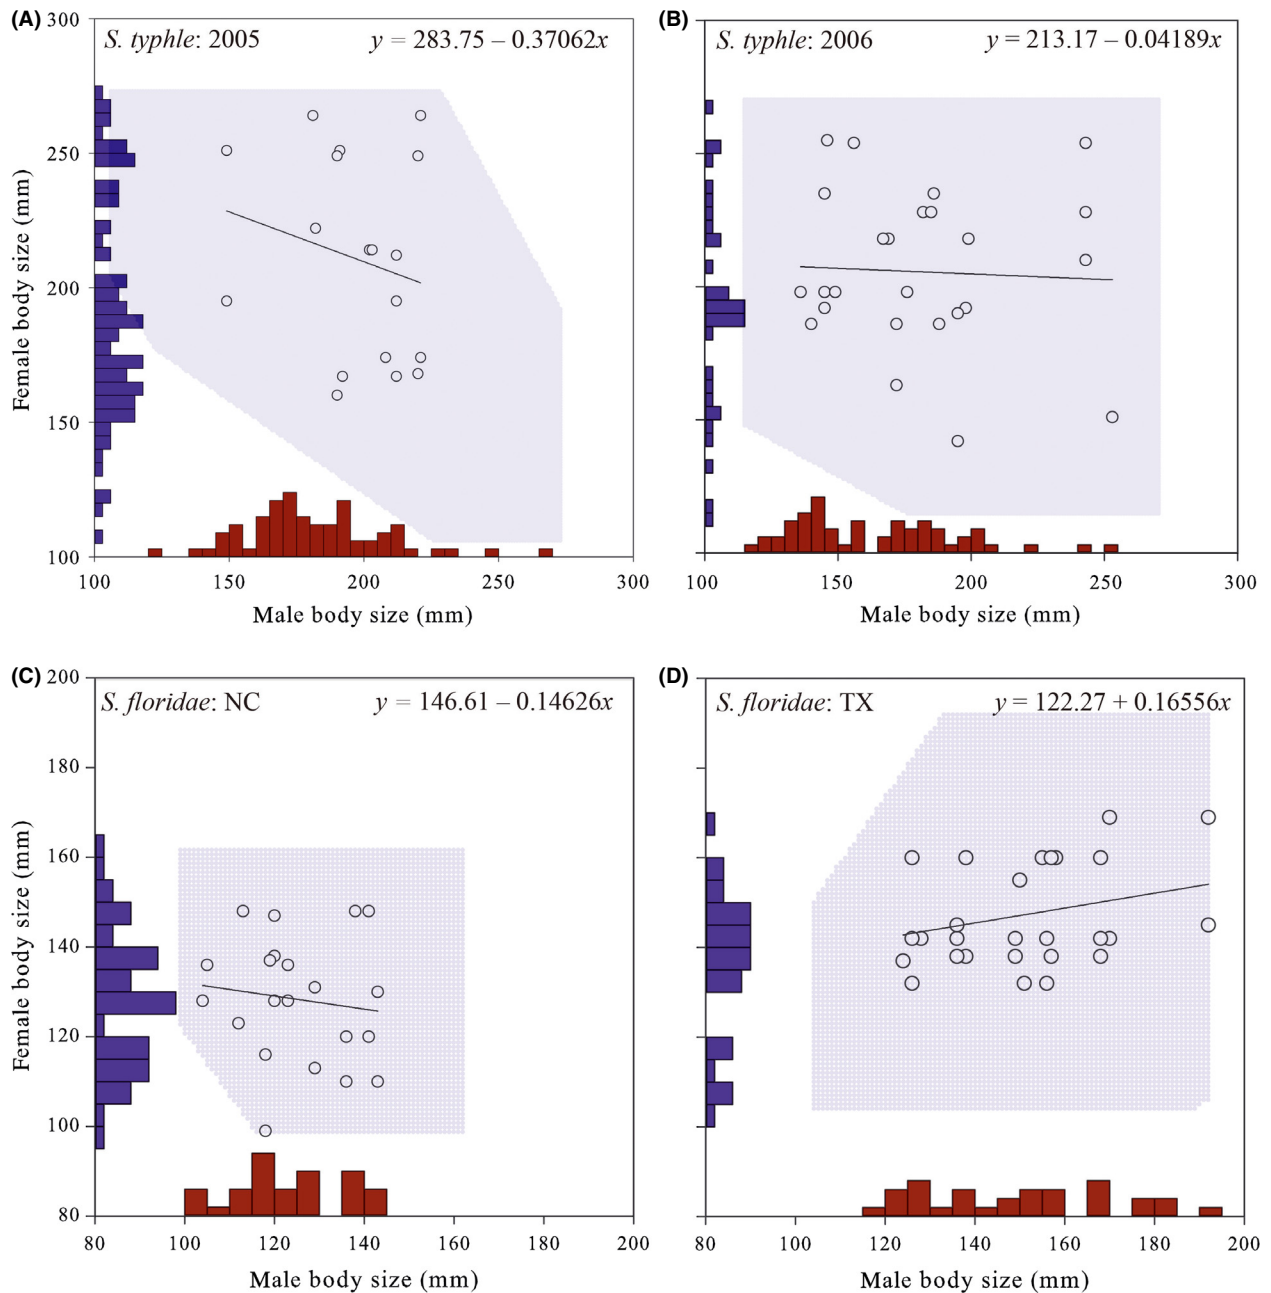 (A)
S. typhle: 2005 y = 283.75 – 0.37062x
300
250
200
150
100
Female body size (mm)
100 150 200 250 300
Male body size (mm)
(B)
S. typhle: 2006 y = 213.17 – 0.04189x
100 150 200 250 300
Male body size (mm)
(C)
S. floridae: NC y = 146.61 – 0.14626x
200
180
160
140
120
100
80
Female body size (mm)
80 100 120 140 160 180 200
Male body size (mm)
(D)
S. floridae: TX y = 122.27 + 0.16556x
80 100 120 140 160 180 200
Male body size (mm)